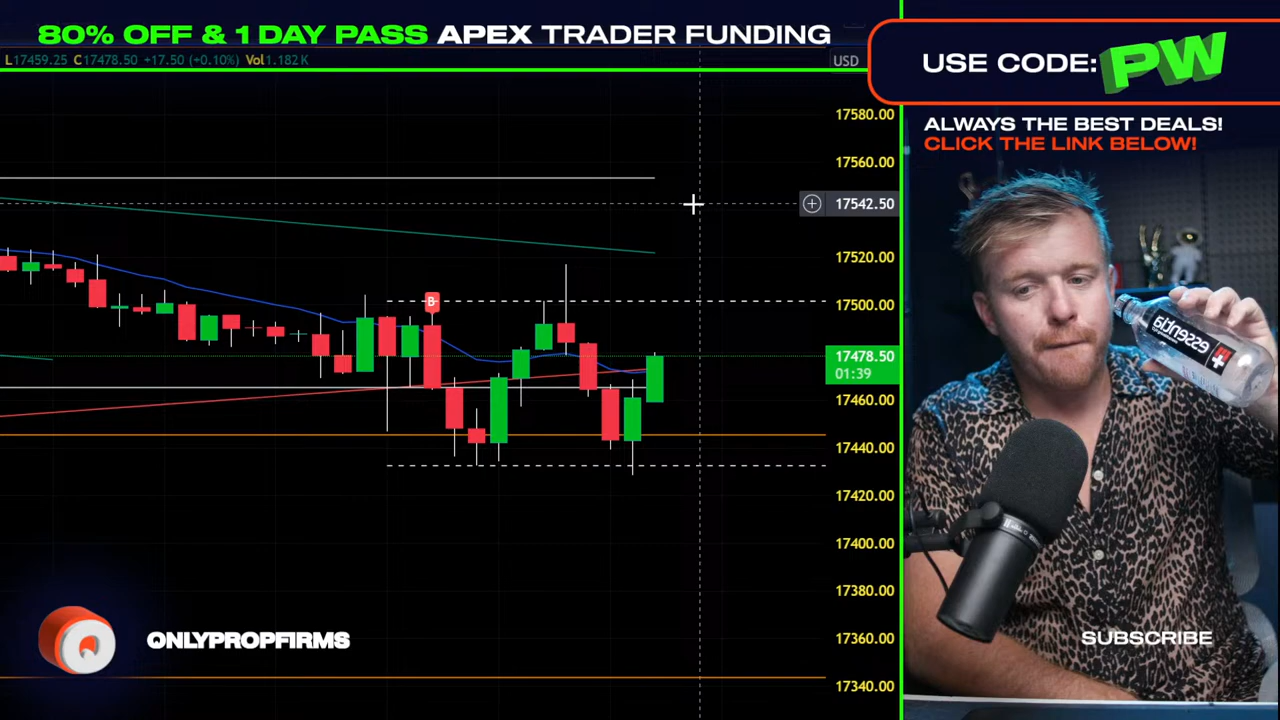 80% OFF & 1 DAY PASS APEX TRADER FUNDING
USE CODE: PW
L17459.25 C17478.50 +17.50 (+0.10%) Vol1.182K
USD
ALWAYS THE BEST DEALS!
CLICK THE LINK BELOW!
17580.00
17560.00
17542.50
17520.00
17500.00
B
17478.50
01:39
17460.00
17440.00
17420.00
17400.00
17380.00
17360.00
17340.00
essentia
ONLYPROPFIRMS
SUBSCRIBE